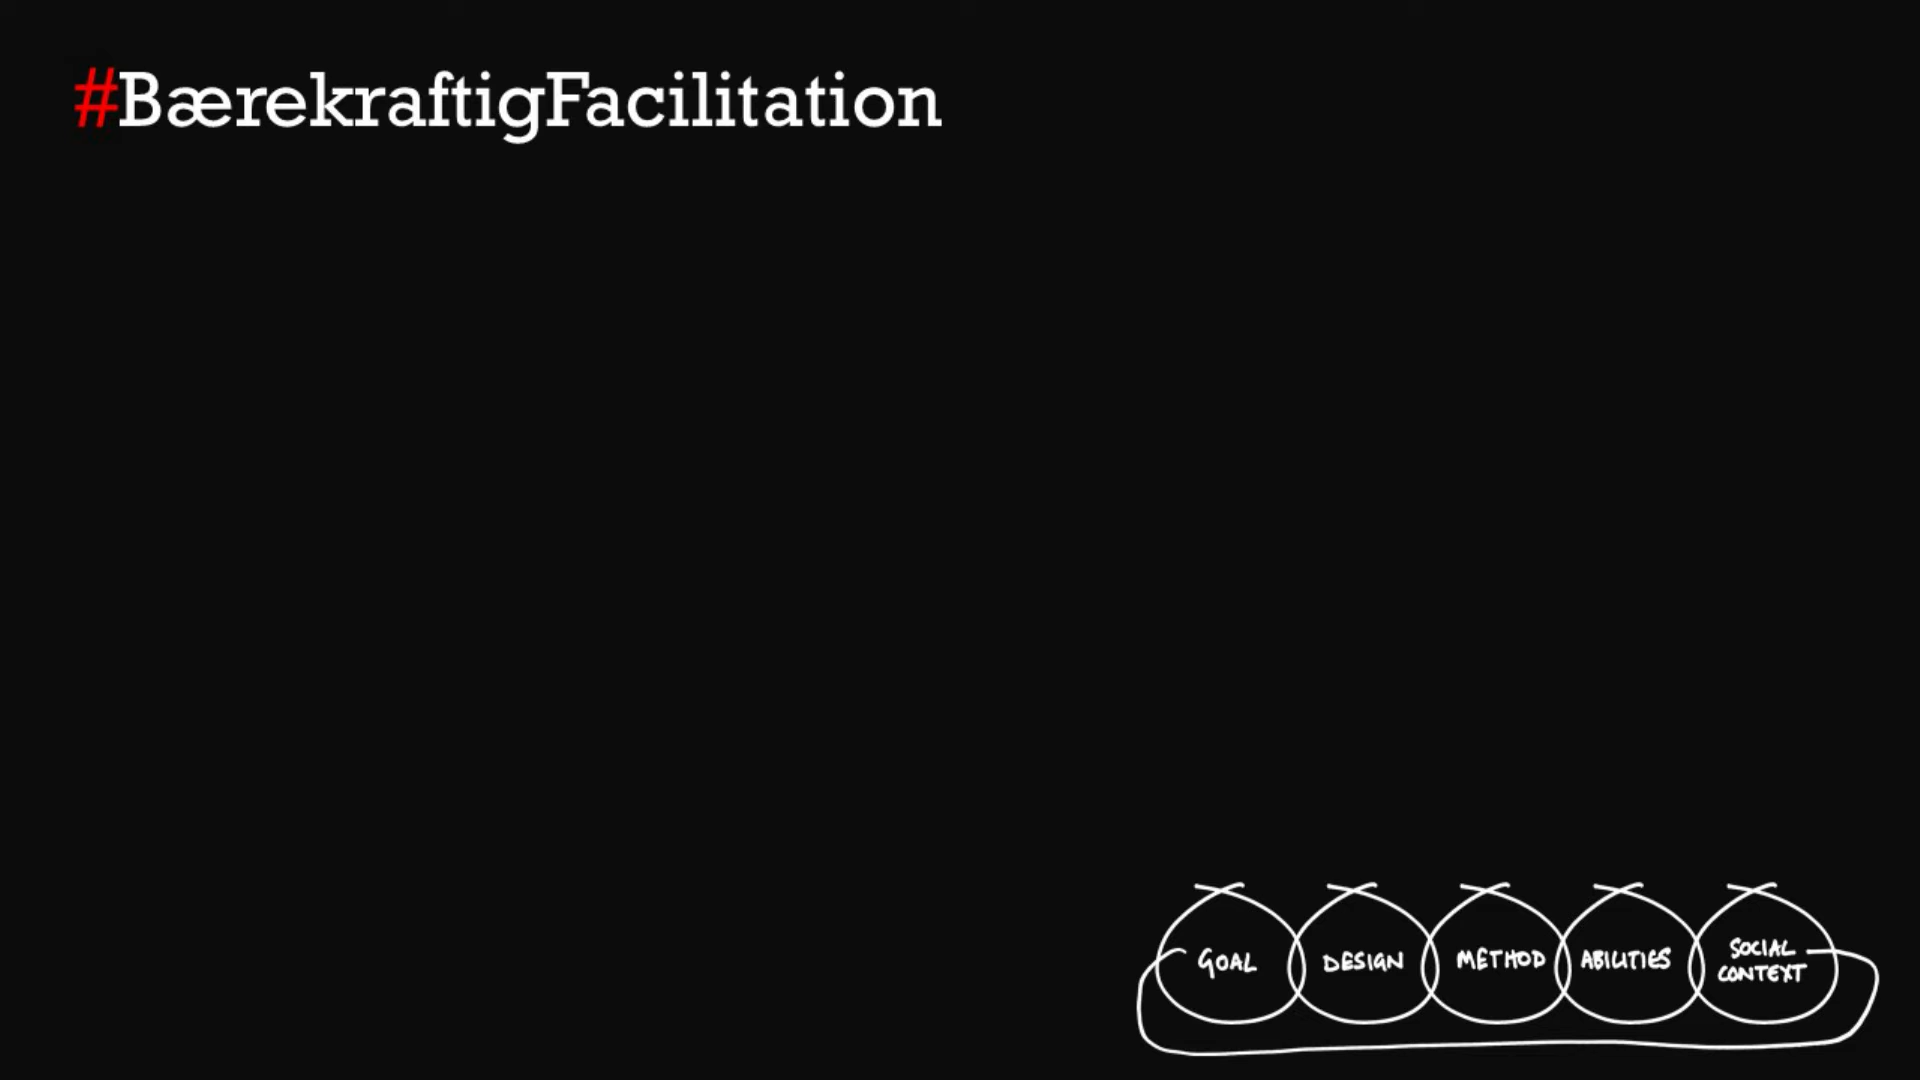 #BærekraftigFacilitation
GOAL
DESIGN
METHOD
ABILITIES
SOCIAL
CONTEXT